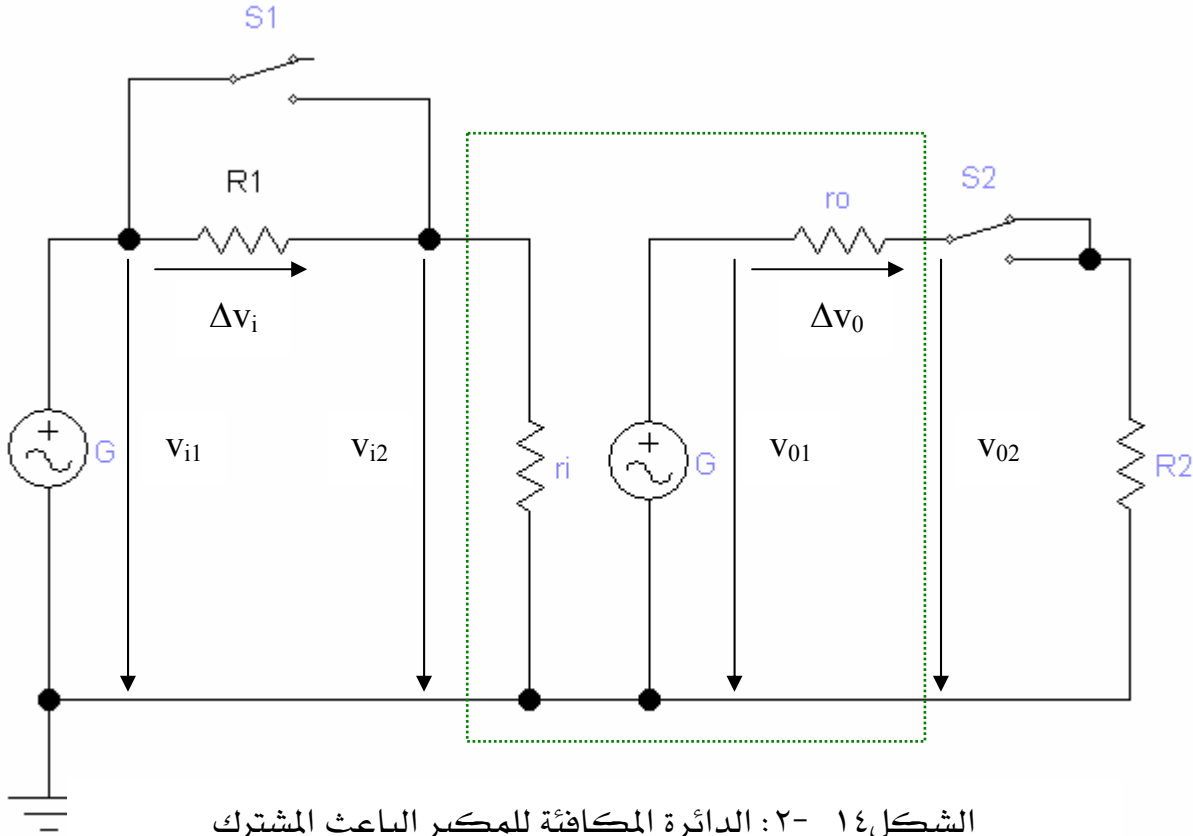 S1
R1
ro
S2
Δvi
Δv0
G
vi1
vi2
ri
G
v01
v02
R2
الشكل١٤ -٢: الدائرة المكافئة للمكبر الباعث المشترك